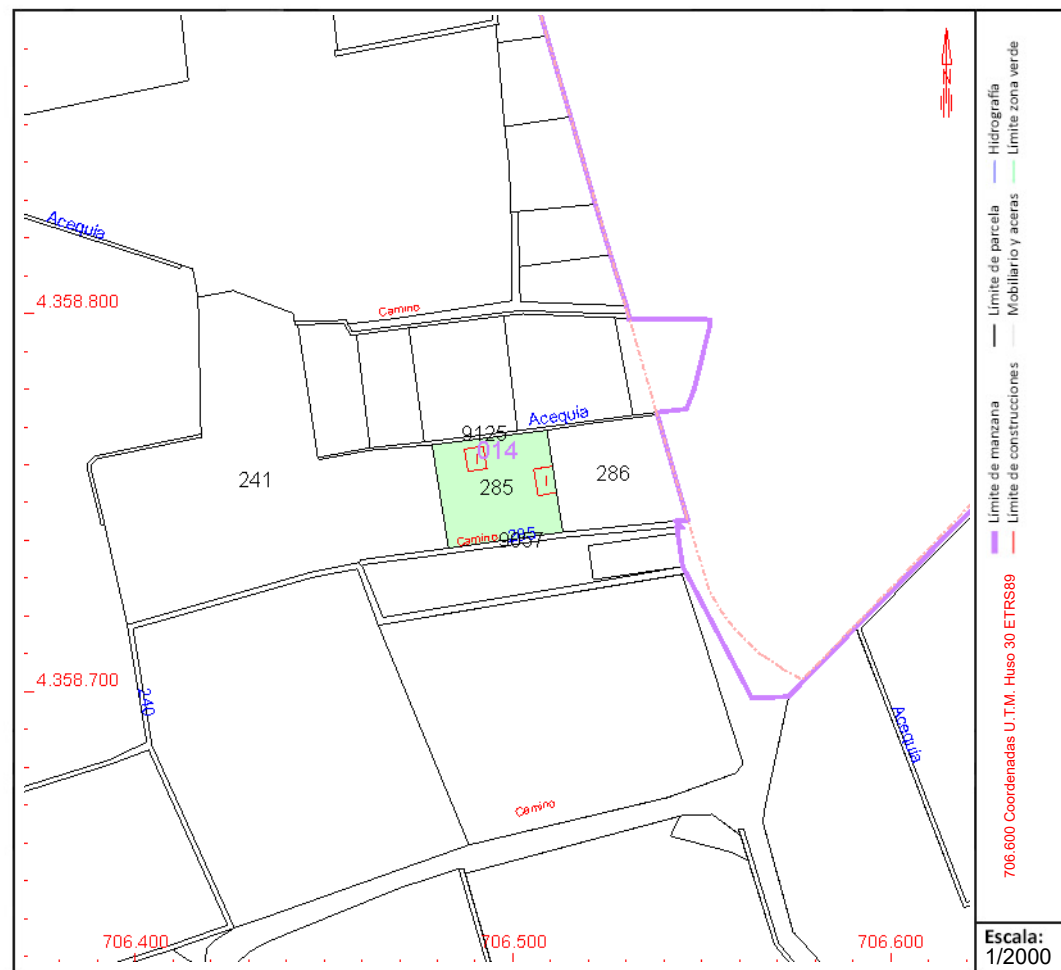 N
Acequia
4.358.800
Camino
Acequia
9125
014
241
285
286
I
I
Camino
295
9007
4.358.700
240
Acequia
Camino
706.400
706.500
706.600
Límite de manzana
Límite de parcela
Hidrografía
Límite de construcciones
Mobiliario y aceras
Límite zona verde
706.600 Coordenadas U.T.M. Huso 30 ETRS89
Escala:
1/2000